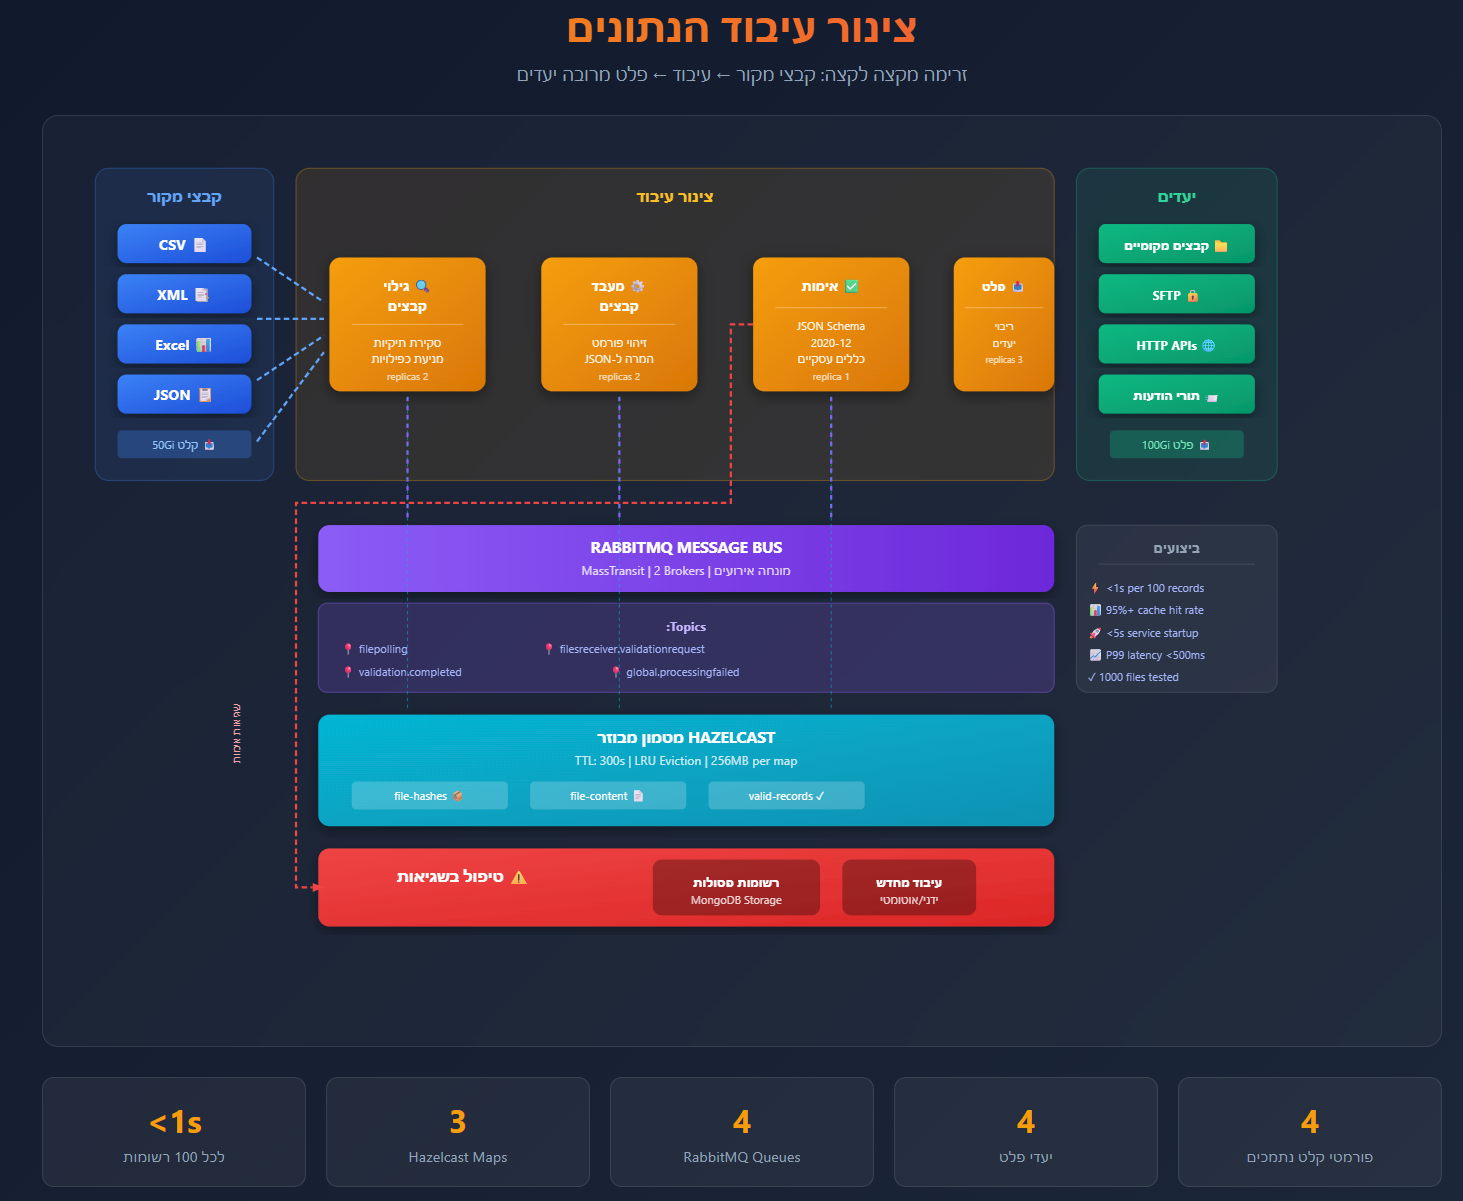 צינור עיבוד הנתונים
זרימה מקצה לקצה: קבצי מקור ← עיבוד ← פלט מרובה יעדים
קבצי מקור
CSV 📄
XML 📑
Excel 📊
JSON 📋
📥 קלט 50Gi
צינור עיבוד
🔍 גילוי
קבצים
סקירת תיקיות
מניעת כפילויות
replicas 2
⚙️ מעבד
קבצים
זיהוי פורמט
המרה ל-JSON
replicas 2
✅ אימות
JSON Schema
2020-12
כללים עסקיים
replica 1
📤 פלט
ריבוי
יעדים
replicas 3
יעדים
📁 קבצים מקומיים
SFTP 🔒
HTTP APIs 🌐
📨 תורי הודעות
📤 פלט 100Gi
RABBITMQ MESSAGE BUS
MassTransit | 2 Brokers | מונחה אירועים
:Topics
📍 filepolling
📍 filesreceiver.validationrequest
📍 validation.completed
📍 global.processingfailed
ביצועים
⚡ <1s per 100 records
📊 95%+ cache hit rate
🚀 <5s service startup
📈 P99 latency <500ms
✓ 1000 files tested
שגיאות אימות
HAZELCAST מטמון מבוזר
TTL: 300s | LRU Eviction | 256MB per map
file-hashes 📦
file-content 📄
valid-records ✓
⚠️ טיפול בשגיאות
רשומות פסולות
MongoDB Storage
עיבוד מחדש
ידני/אוטומטי
<1s
לכל 100 רשומות
3
Hazelcast Maps
4
RabbitMQ Queues
4
יעדי פלט
4
פורמטי קלט נתמכים